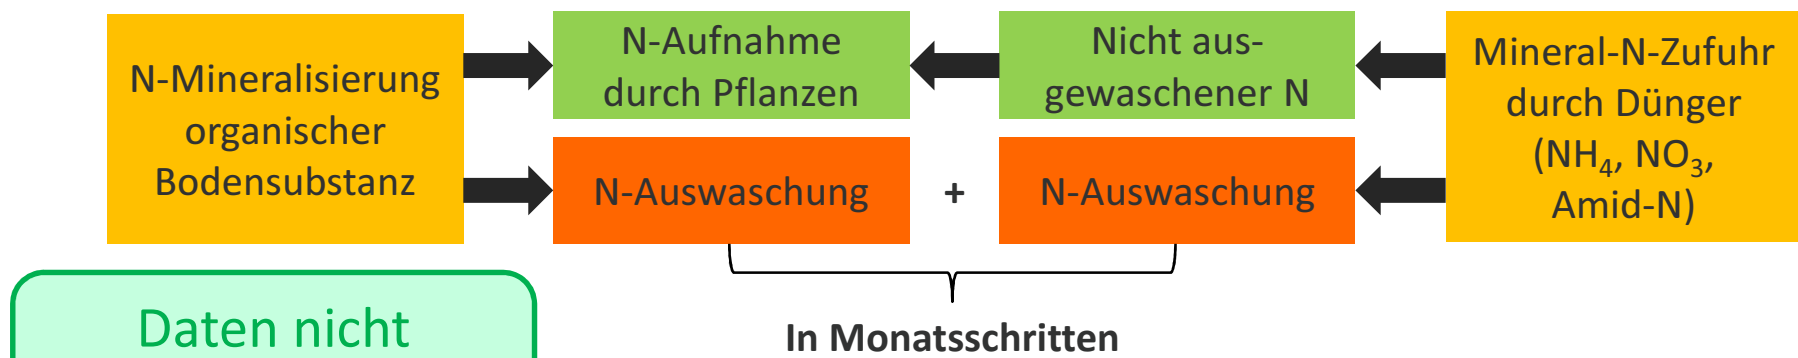 N-Mineralisierung
organischer
Bodensubstanz
N-Aufnahme
durch Pflanzen
Nicht aus-
gewaschener N
Mineral-N-Zufuhr
durch Dünger
(NH₄, NO₃,
Amid-N)
N-Auswaschung
+
N-Auswaschung
Daten nicht
In Monatsschritten